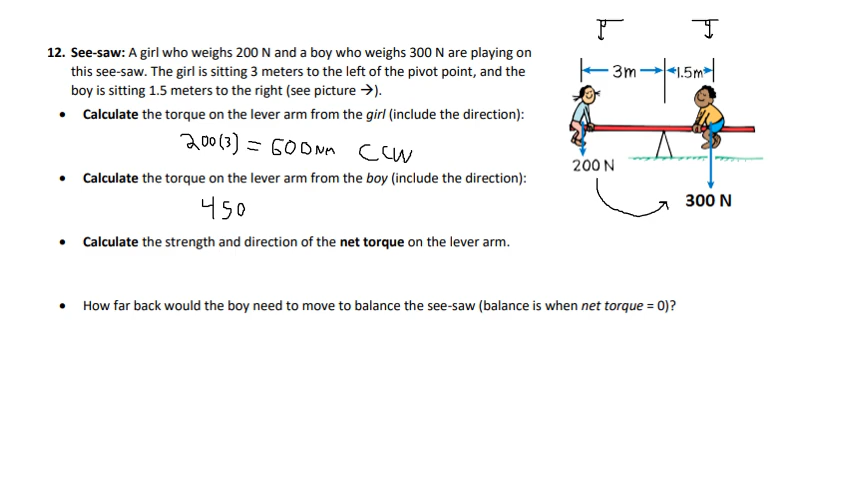 12. See-saw: A girl who weighs 200 N and a boy who weighs 300 N are playing on
this see-saw. The girl is sitting 3 meters to the left of the pivot point, and the
boy is sitting 1.5 meters to the right (see picture →).
• Calculate the torque on the lever arm from the girl (include the direction):
200(3) = 600Nm CCW
• Calculate the torque on the lever arm from the boy (include the direction):
450
• Calculate the strength and direction of the net torque on the lever arm.
• How far back would the boy need to move to balance the see-saw (balance is when net torque = 0)?
3m
1.5m
200 N
300 N